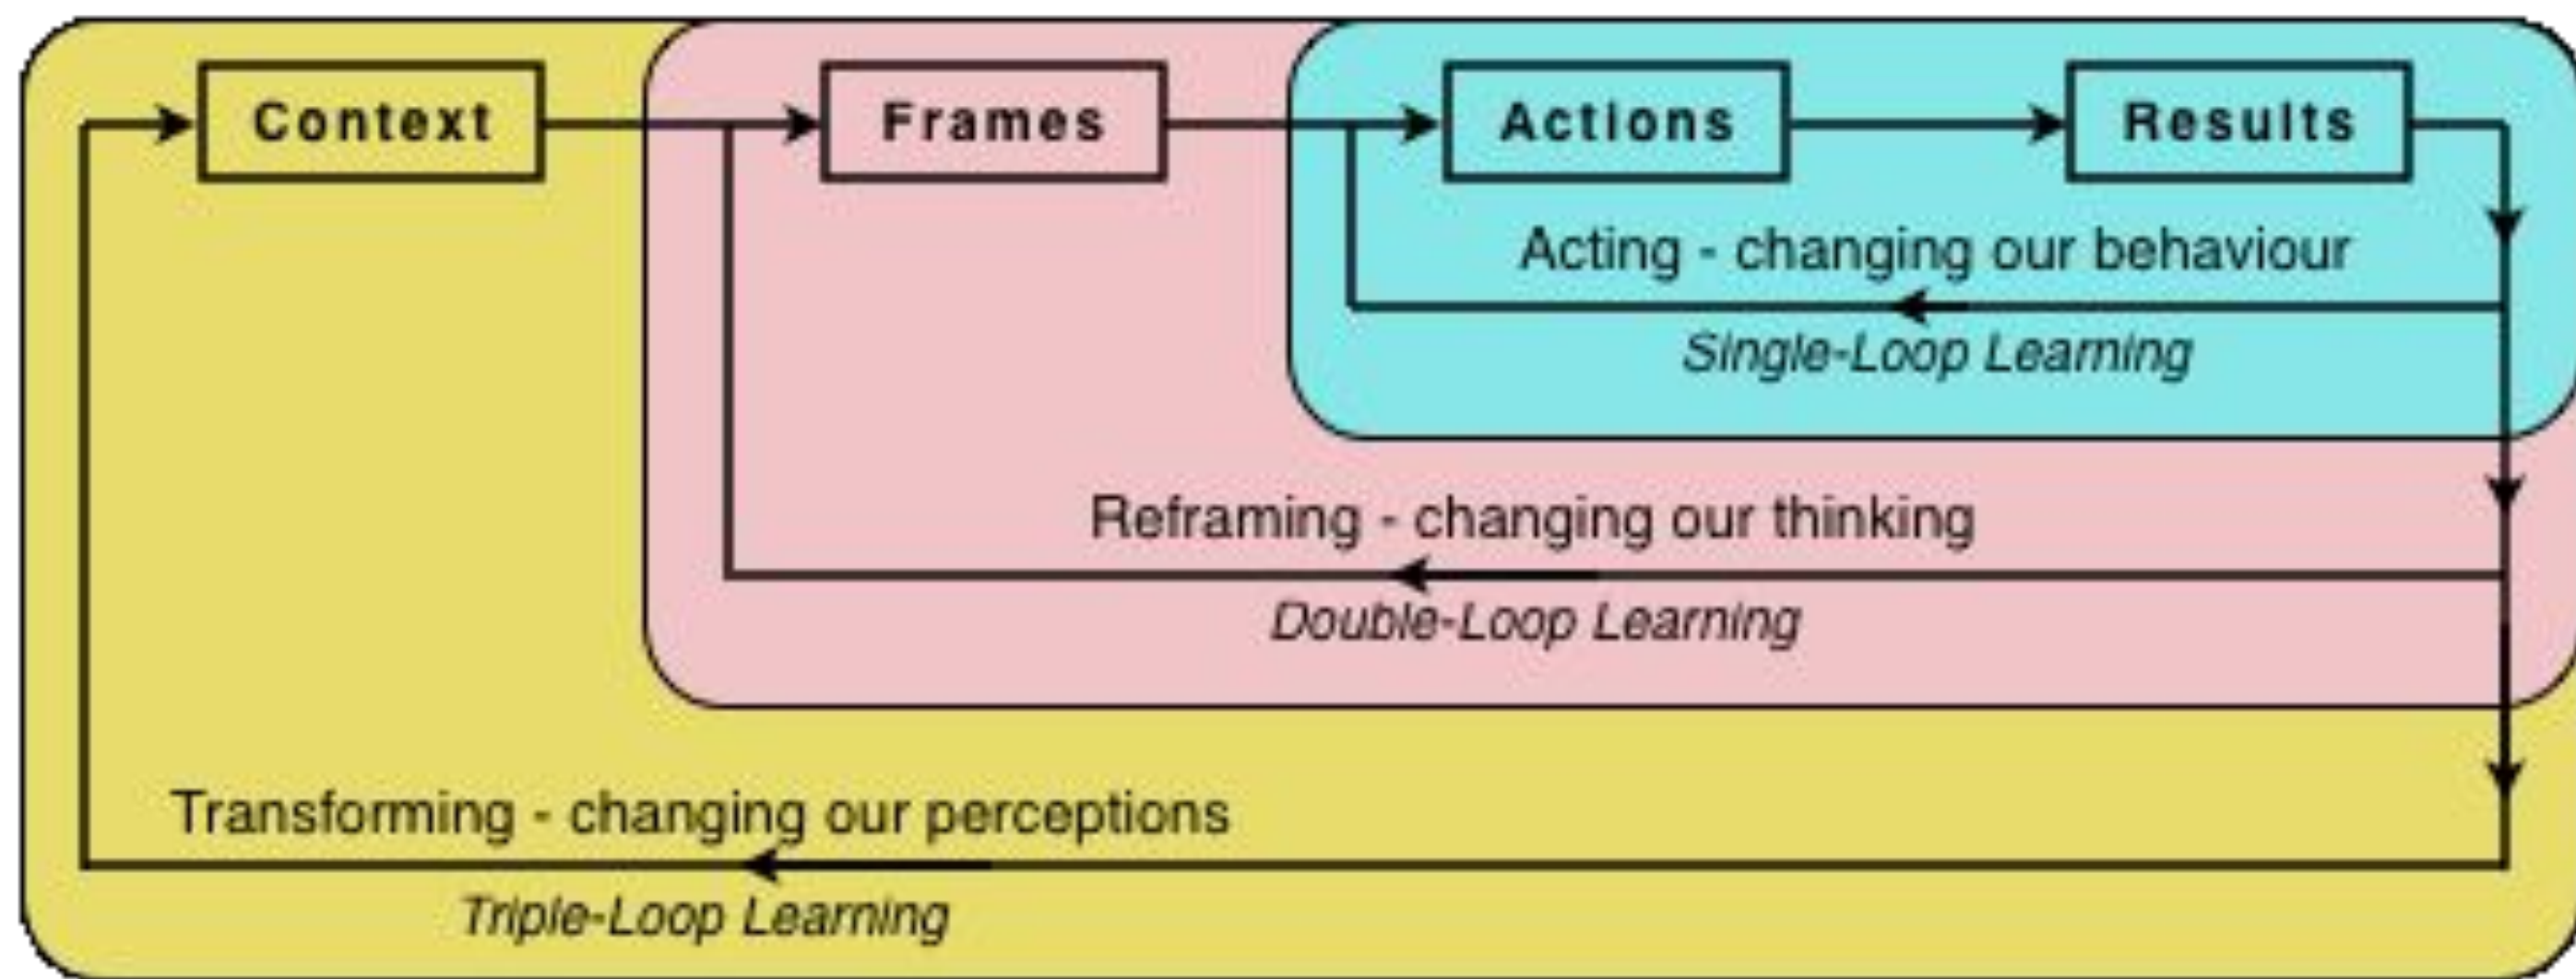 Context
Frames
Actions
Results
Acting - changing our behaviour
Single-Loop Learning
Reframing - changing our thinking
Double-Loop Learning
Transforming - changing our perceptions
Triple-Loop Learning